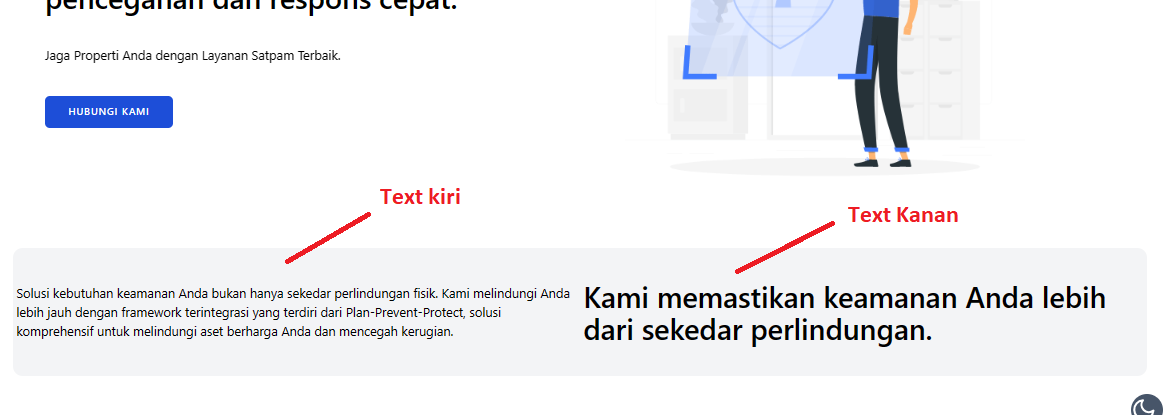 pencegahan dan respons cepat.
Jaga Properti Anda dengan Layanan Satpam Terbaik.
HUBUNGI KAMI
Text kiri
Text Kanan
Solusi kebutuhan keamanan Anda bukan hanya sekedar perlindungan fisik. Kami melindungi Anda
lebih jauh dengan framework terintegrasi yang terdiri dari Plan-Prevent-Protect, solusi
komprehensif untuk melindungi aset berharga Anda dan mencegah kerugian.
Kami memastikan keamanan Anda lebih
dari sekedar perlindungan.